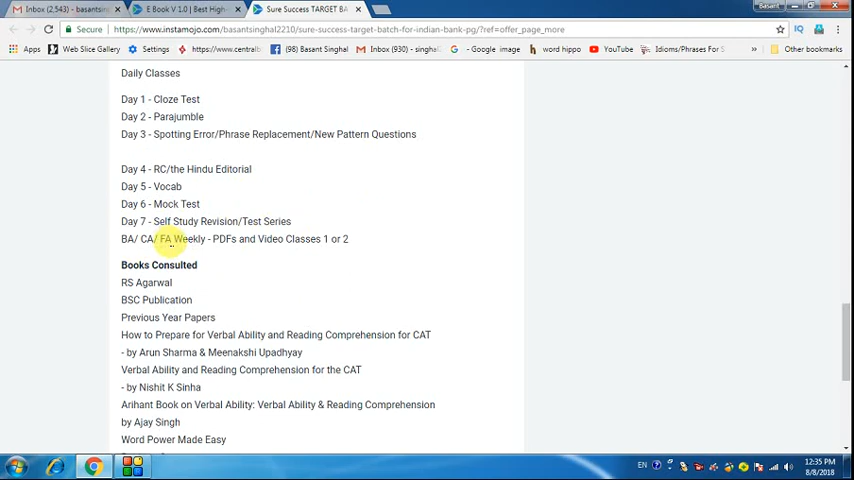 Inbox (2,543) - basantsin
E Book V 1.0 | Best High
Sure Success TARGET BA
Basant
Secure
https://www.instamojo.com/basantsinghal2210/sure-success-target-batch-for-indian-bank-pg/?ref=offer_page_more
Apps
Web Slice Gallery
Settings
https://www.centralb
(98) Basant Singhal
Inbox (930) - singhal
- Google image
word hippo
YouTube
Idioms/Phrases For S
»
Other bookmarks
Daily Classes
Day 1 - Cloze Test
Day 2 - Parajumble
Day 3 - Spotting Error/Phrase Replacement/New Pattern Questions
Day 4 - RC/the Hindu Editorial
Day 5 - Vocab
Day 6 - Mock Test
Day 7 - Self Study Revision/Test Series
BA/ CA/ FA Weekly - PDFs and Video Classes 1 or 2
Books Consulted
RS Agarwal
BSC Publication
Previous Year Papers
How to Prepare for Verbal Ability and Reading Comprehension for CAT
- by Arun Sharma & Meenakshi Upadhyay
Verbal Ability and Reading Comprehension for the CAT
- by Nishit K Sinha
Arihant Book on Verbal Ability: Verbal Ability & Reading Comprehension
by Ajay Singh
Word Power Made Easy
EN
12:35 PM
8/8/2018